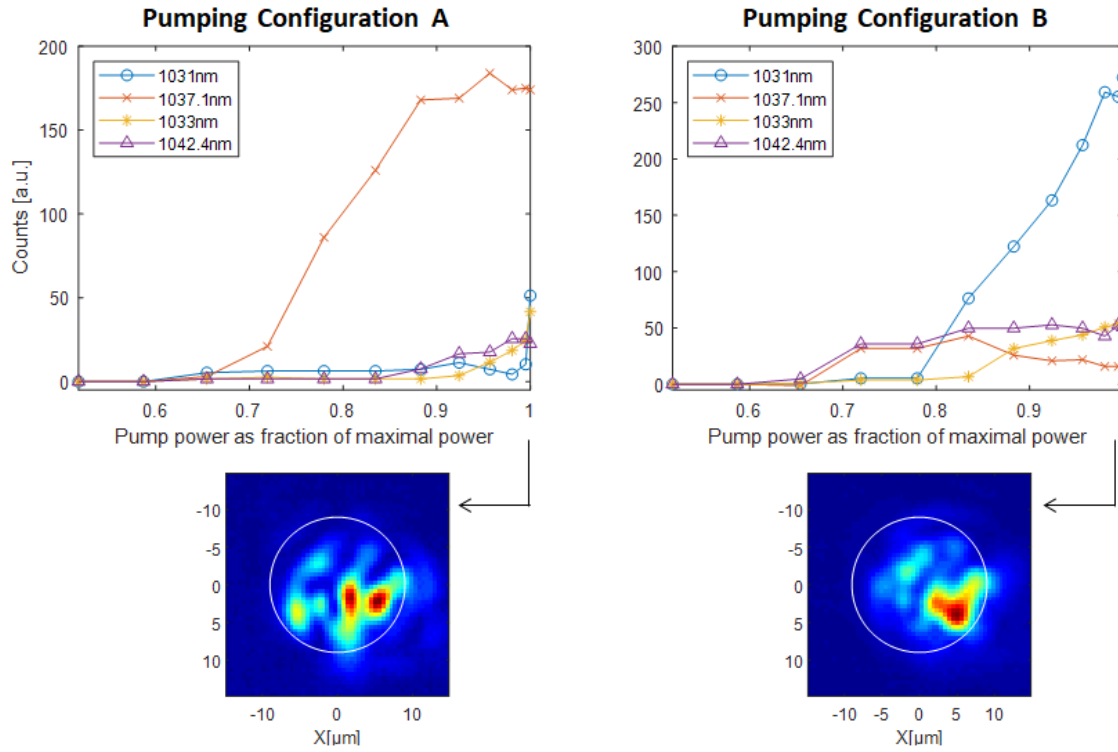 Pumping Configuration A
200
150
100
50
0
Counts [a.u.]
1031nm
1037.1nm
1033nm
1042.4nm
0.6
0.7
0.8
0.9
1
Pump power as fraction of maximal power
-10
-5
0
5
10
-10
0
10
X[μm]
Pumping Configuration B
300
250
200
150
100
50
0
1031nm
1037.1nm
1033nm
1042.4nm
0.6
0.7
0.8
0.9
Pump power as fraction of maximal power
-10
-5
0
5
10
-10
-5
0
5
10
X[μm]